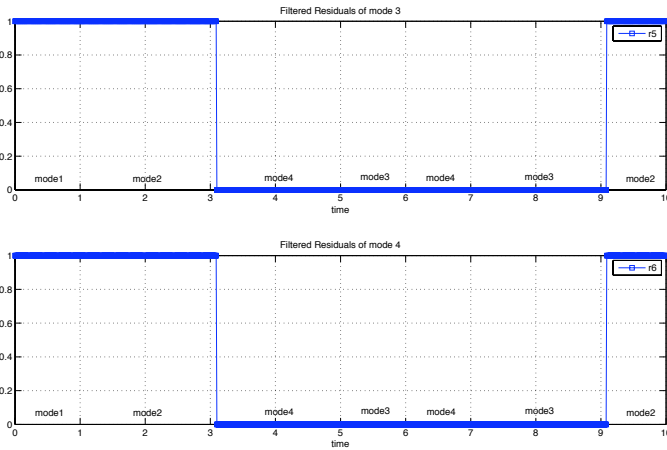 Filtered Residuals of mode 3
1
0.8
0.6
0.4
0.2
0
r5
mode1 mode2 mode4 mode3 mode4 mode3 mode2
0 1 2 3 4 5 6 7 8 9 10
time
Filtered Residuals of mode 4
1
0.8
0.6
0.4
0.2
0
r6
mode1 mode2 mode4 mode3 mode4 mode3 mode2
0 1 2 3 4 5 6 7 8 9 10
time